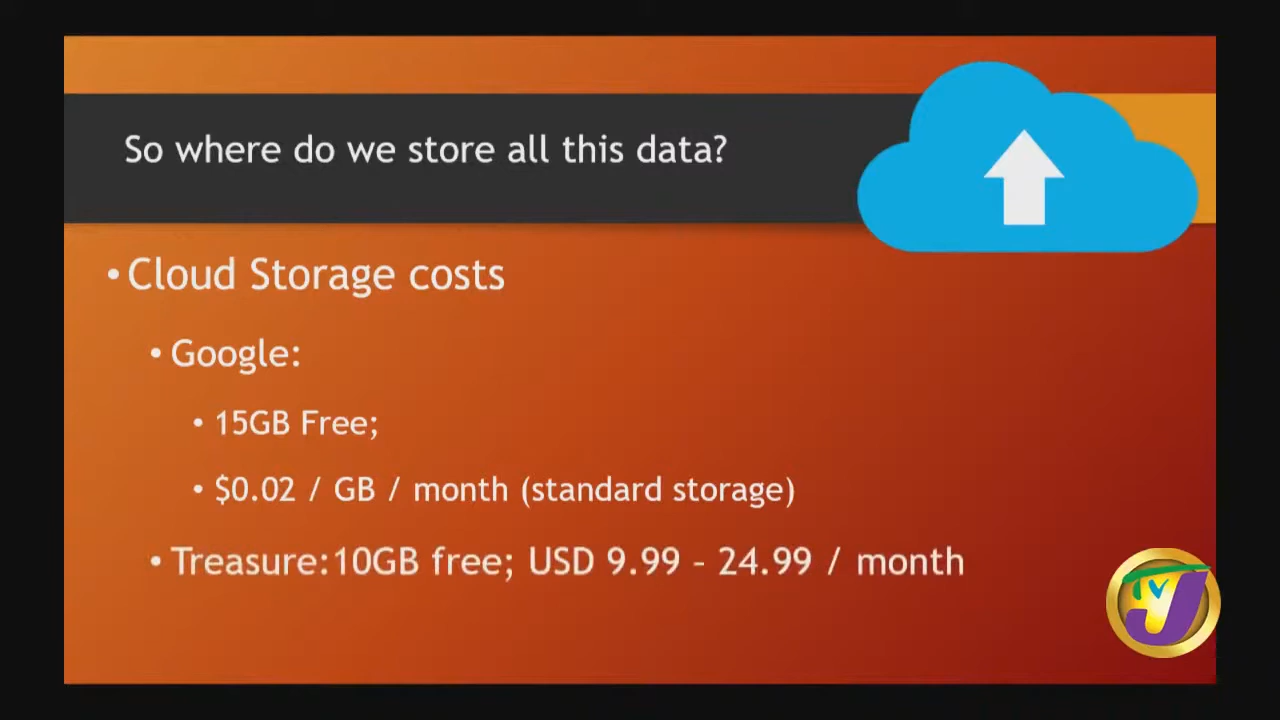 So where do we store all this data?
•Cloud Storage costs
• Google:
• 15GB Free;
• $0.02 / GB / month (standard storage)
• Treasure:10GB free; USD 9.99 – 24.99 / month
TVJ